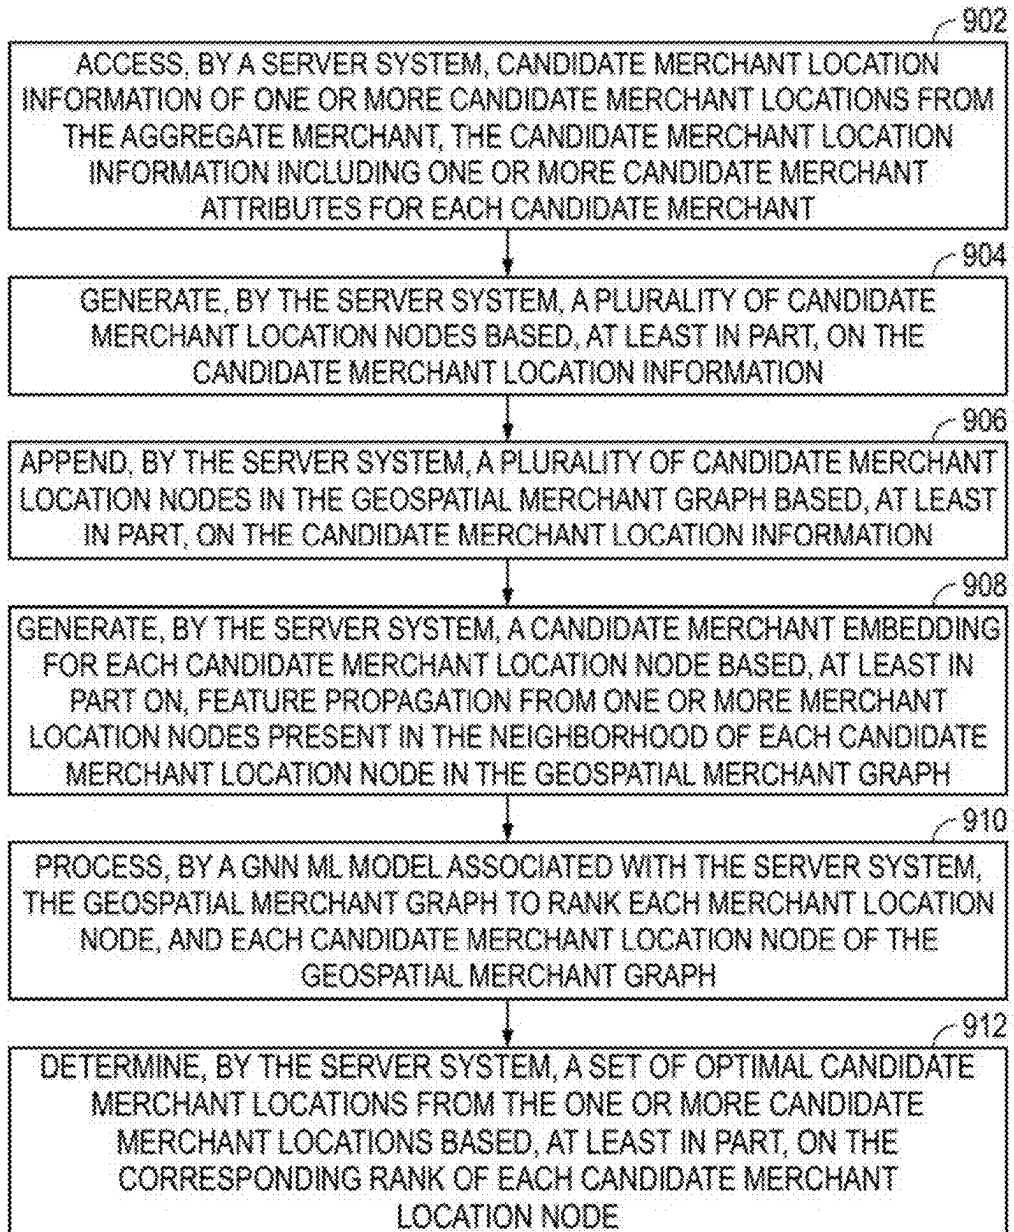 902
ACCESS, BY A SERVER SYSTEM, CANDIDATE MERCHANT LOCATION
INFORMATION OF ONE OR MORE CANDIDATE MERCHANT LOCATIONS FROM
THE AGGREGATE MERCHANT, THE CANDIDATE MERCHANT LOCATION
INFORMATION INCLUDING ONE OR MORE CANDIDATE MERCHANT
ATTRIBUTES FOR EACH CANDIDATE MERCHANT
904
GENERATE, BY THE SERVER SYSTEM, A PLURALITY OF CANDIDATE
MERCHANT LOCATION NODES BASED, AT LEAST IN PART, ON THE
CANDIDATE MERCHANT LOCATION INFORMATION
906
APPEND, BY THE SERVER SYSTEM, A PLURALITY OF CANDIDATE MERCHANT
LOCATION NODES IN THE GEOSPATIAL MERCHANT GRAPH BASED, AT LEAST
IN PART, ON THE CANDIDATE MERCHANT LOCATION INFORMATION
908
GENERATE, BY THE SERVER SYSTEM, A CANDIDATE MERCHANT EMBEDDING
FOR EACH CANDIDATE MERCHANT LOCATION NODE BASED, AT LEAST IN
PART ON, FEATURE PROPAGATION FROM ONE OR MORE MERCHANT
LOCATION NODES PRESENT IN THE NEIGHBORHOOD OF EACH CANDIDATE
MERCHANT LOCATION NODE IN THE GEOSPATIAL MERCHANT GRAPH
910
PROCESS, BY A GNN ML MODEL ASSOCIATED WITH THE SERVER SYSTEM,
THE GEOSPATIAL MERCHANT GRAPH TO RANK EACH MERCHANT LOCATION
NODE, AND EACH CANDIDATE MERCHANT LOCATION NODE OF THE
GEOSPATIAL MERCHANT GRAPH
912
DETERMINE, BY THE SERVER SYSTEM, A SET OF OPTIMAL CANDIDATE
MERCHANT LOCATIONS FROM THE ONE OR MORE CANDIDATE
MERCHANT LOCATIONS BASED, AT LEAST IN PART, ON THE
CORRESPONDING RANK OF EACH CANDIDATE MERCHANT
LOCATION NODE